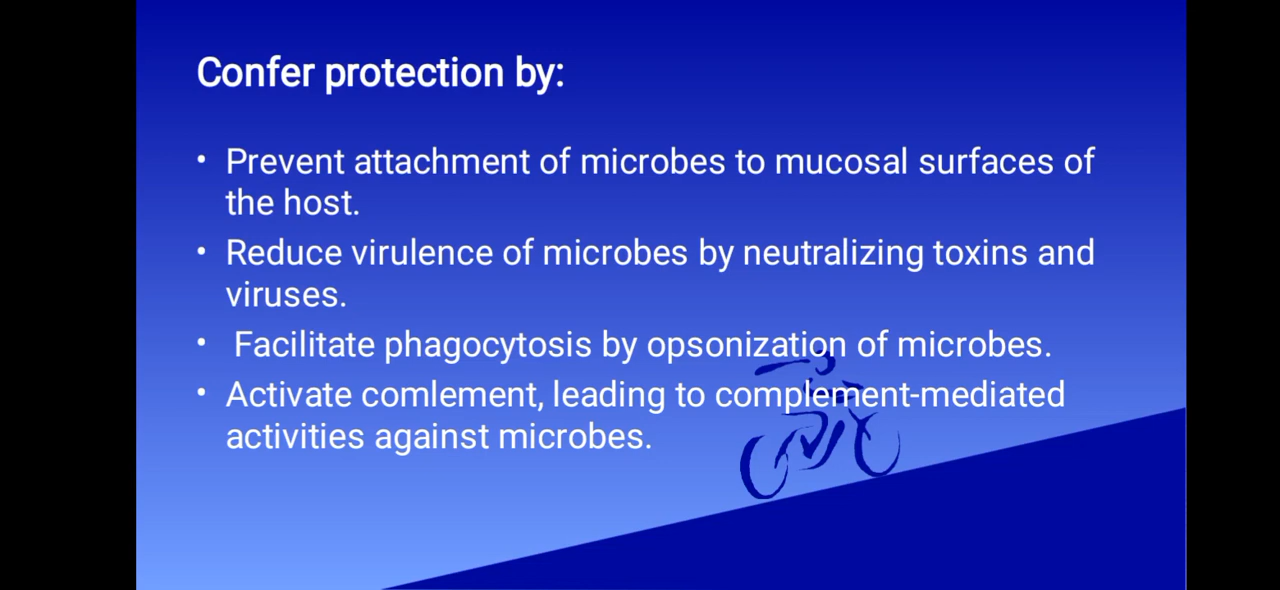 Confer protection by:
• Prevent attachment of microbes to mucosal surfaces of
the host.
• Reduce virulence of microbes by neutralizing toxins and
viruses.
• Facilitate phagocytosis by opsonization of microbes.
• Activate comlement, leading to complement-mediated
activities against microbes.